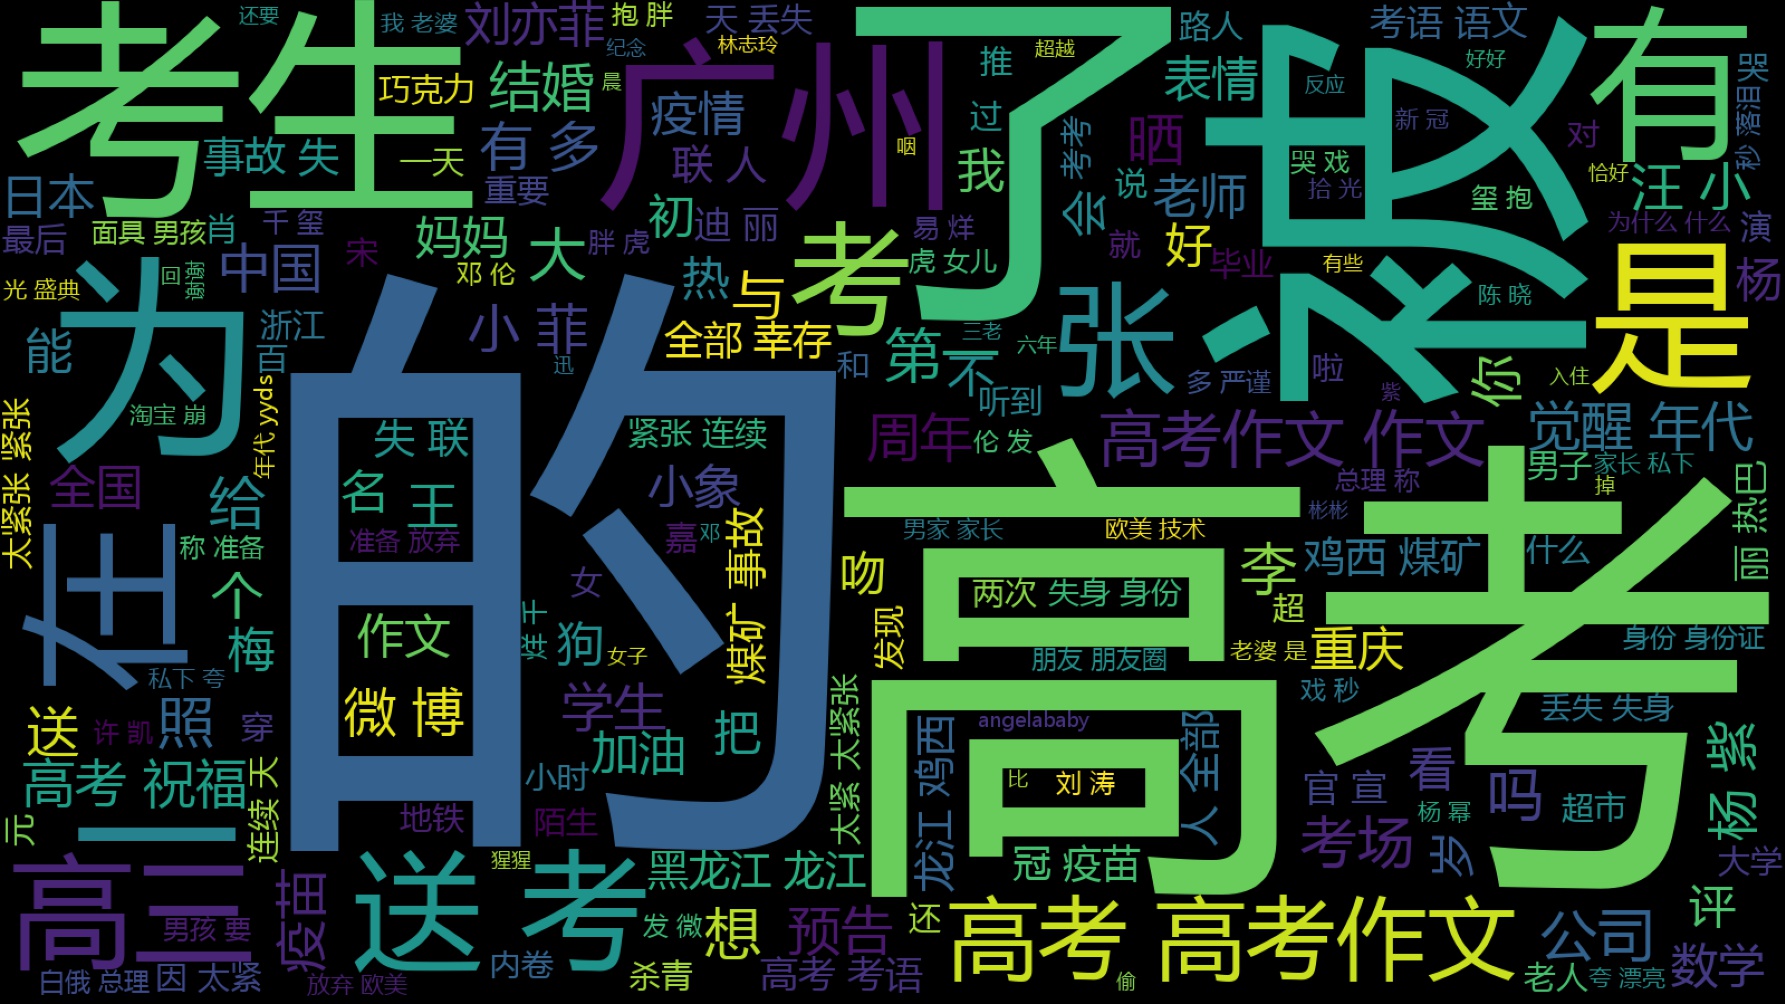 考生
还要
我 老婆
刘亦菲
抱 胖
天 丢失
了
路人
考语 语文
有
纪念
林志玲
超越
推
好好
哭
巧克力
结婚
晨
广州
表情
反应
疫情
过
新 冠
没
秒 落泪
事故 失
一天
有 多
联 人
咽
我
考考
晒
对
哭 戏
恰好
日本
重要
说
老师
拾 光
玺 抱
汪 小
最后
面具 男孩
肖
千 玺
妈妈
初
迪 丽
易 烊
会
为什么 什么
演
中国
宋
大
胖 虎
考
虎 女儿
就
好
毕业
有些
是
杨
光 盛典
回
邓 伦
热
与
陈 晓
为
能
浙江
百
小 菲
全部 幸存
第
三老
六年
张
迅
和
不
多 严谨
啦
你
入住
淘宝 崩
年代 yyds
的
听到
紫
太紧张 紧张
失 联
紧张 连续
周年
伦 发
高考作文 作文
觉醒 年代
全国
给
名 王
小象
总理 称
男子
家长 私下
掉
热巴
丽
在
准备 放弃
嘉
邓
煤矿 事故
男家 家长
欧美 技术
彬彬
称 准备
个
女
吻
高考
李
鸡西 煤矿
什么
两次
失身 身份
超
作文
烊 千
狗
女子
发现
梅
朋友 朋友圈
老婆 是
重庆
身份 身份证
私下 夸
戏 秒
微 博
学生
丢失 失身
送
许 凯
照
穿
加油
把
太紧 太紧张
龙江 鸡西
angelababy
人 全部
杨 紫
高考 祝福
连续 天
小时
比
刘 涛
官 宣
看
吗
超市
杨 幂
元
一
地铁
陌生
考场
岁
大学
高三
疫苗
送 考
猩猩
黑龙江 龙江
冠 疫苗
评
男孩 要
发 微
想
预告
还
高考 高考作文
公司
数学
白俄 总理
因 太紧
放弃 欧美
内卷
杀青
高考 考语
偷
老人
夸 漂亮